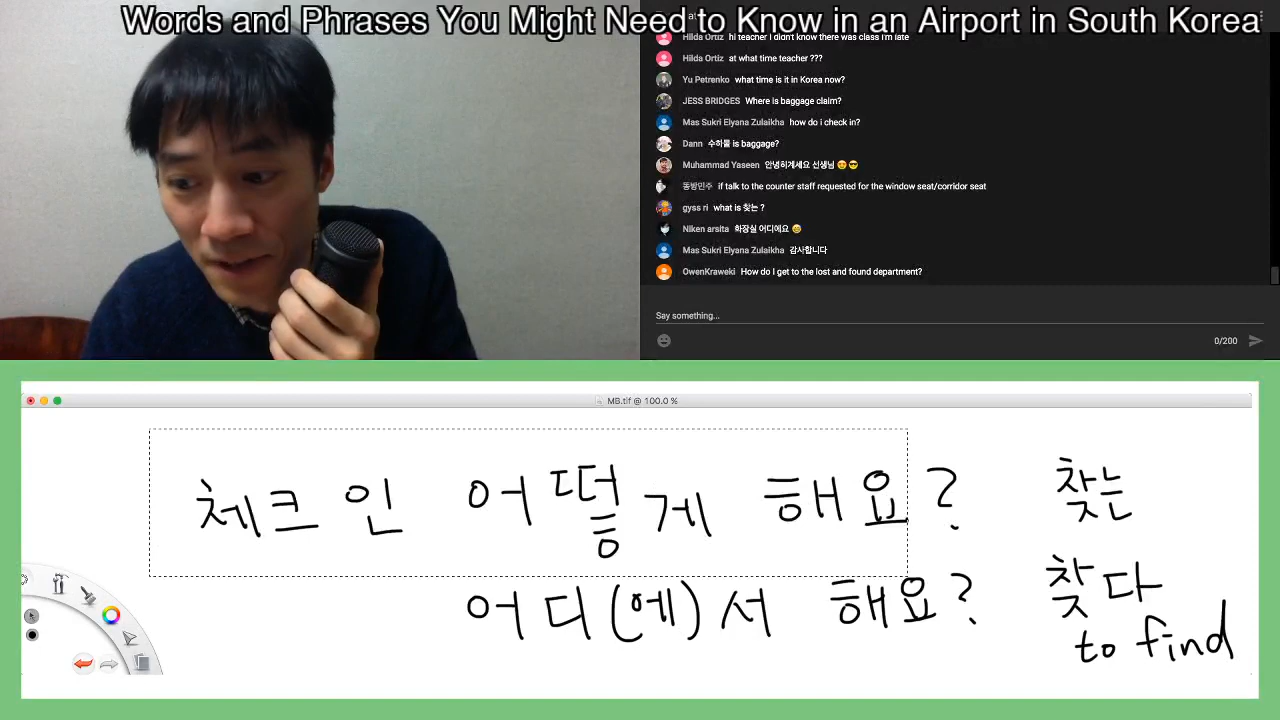 Words and Phrases You Might Need to Know in an Airport in South Korea
Hilda Ortiz hi teacher I didn't know there was class I'm late
Hilda Ortiz at what time teacher ???
Yu Petrenko what time is it in Korea now?
JESS BRIDGES Where is baggage claim?
Mas Sukri Elyana Zulaikha how do i check in?
Dann 수하물 is baggage?
Muhammad Yaseen 안녕히게세요 선생님 😍😎
동방민주 if talk to the counter staff requested for the window seat/corridor seat
gyss ri what is 찾는 ?
Niken arsita 화장실 어디에요
Mas Sukri Elyana Zulaikha 감사합니다
OwenKraweki How do I get to the lost and found department?
Say something...
0/200
MB.tif @ 100.0 %
체크인 어떻게 해요? 찾는
어디(에)서 해요? 찾다
to find